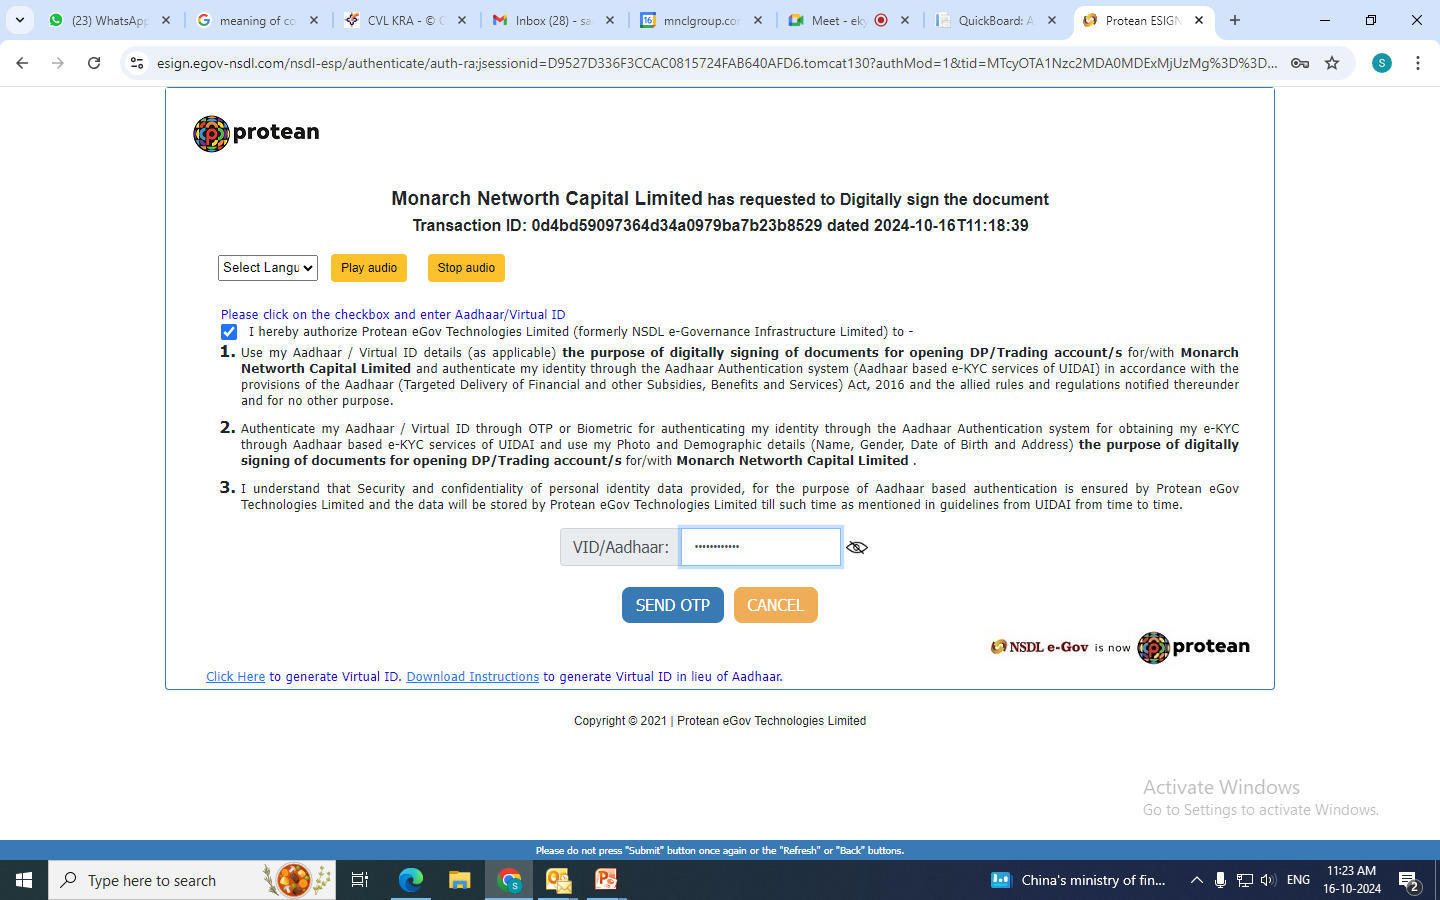 (23) WhatsApp
meaning of co
CVL KRA - ©
Inbox (28) - sa
mnclgroup.co
Meet - eky
QuickBoard: A
Protean ESIGN
esign.egov-nsdl.com/nsdl-esp/authenticate/auth-ra;jsessionid=D9527D336F3CCAC0815724FAB640AFD6.tomcat130?authMod=1&tid=MTcyOTA1Nzc2MDA0MDExMjUzMg%3D%3D...
S
protean
Monarch Networth Capital Limited has requested to Digitally sign the document
Transaction ID: 0d4bd59097364d34a0979ba7b23b8529 dated 2024-10-16T11:18:39
Select Langu
Play audio
Stop audio
Please click on the checkbox and enter Aadhaar/Virtual ID
I hereby authorize Protean eGov Technologies Limited (formerly NSDL e-Governance Infrastructure Limited) to -
1. Use my Aadhaar / Virtual ID details (as applicable) the purpose of digitally signing of documents for opening DP/Trading account/s for/with Monarch
Networth Capital Limited and authenticate my identity through the Aadhaar Authentication system (Aadhaar based e-KYC services of UIDAI) in accordance with the
provisions of the Aadhaar (Targeted Delivery of Financial and other Subsidies, Benefits and Services) Act, 2016 and the allied rules and regulations notified thereunder
and for no other purpose.
2. Authenticate my Aadhaar / Virtual ID through OTP or Biometric for authenticating my identity through the Aadhaar Authentication system for obtaining my e-KYC
through Aadhaar based e-KYC services of UIDAI and use my Photo and Demographic details (Name, Gender, Date of Birth and Address) the purpose of digitally
signing of documents for opening DP/Trading account/s for/with Monarch Networth Capital Limited .
3. I understand that Security and confidentiality of personal identity data provided, for the purpose of Aadhaar based authentication is ensured by Protean eGov
Technologies Limited and the data will be stored by Protean eGov Technologies Limited till such time as mentioned in guidelines from UIDAI from time to time.
VID/Aadhaar: ••••••••••••
SEND OTP
CANCEL
NSDL e-Gov is now protean
Click Here to generate Virtual ID. Download Instructions to generate Virtual ID in lieu of Aadhaar.
Copyright © 2021 | Protean eGov Technologies Limited
Activate Windows
Go to Settings to activate Windows.
Please do not press "Submit" button once again or the "Refresh" or "Back" buttons.
Type here to search
China's ministry of fin...
ENG
11:23 AM
16-10-2024
2